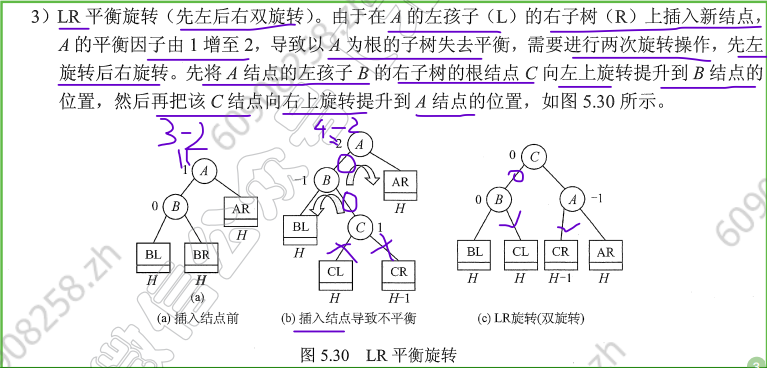 3）LR 平衡旋转（先左后右双旋转）。由于在 A 的左孩子（L）的右子树（R）上插入新结点，
A 的平衡因子由 1 增至 2，导致以 A 为根的子树失去平衡，需要进行两次旋转操作，先左
旋转后右旋转。先将 A 结点的左孩子 B 的右子树的根结点 C 向左上旋转提升到 B 结点的
位置，然后再把该 C 结点向右上旋转提升到 A 结点的位置，如图 5.30 所示。
3-2
4-2
1 A
2 A
0 C
0 B
-1 B
AR
H
AR
H
0 B
A -1
BL
H
BR
H
BL
H
C 1
CL
H
CR
H-1
BL
H
CL
H
CR
H-1
AR
H
(a)
(a) 插入结点前
(b) 插入结点导致不平衡
(c) LR旋转(双旋转)
图 5.30 LR 平衡旋转
60908258.zh
60908258.zh
6090
微信公众号